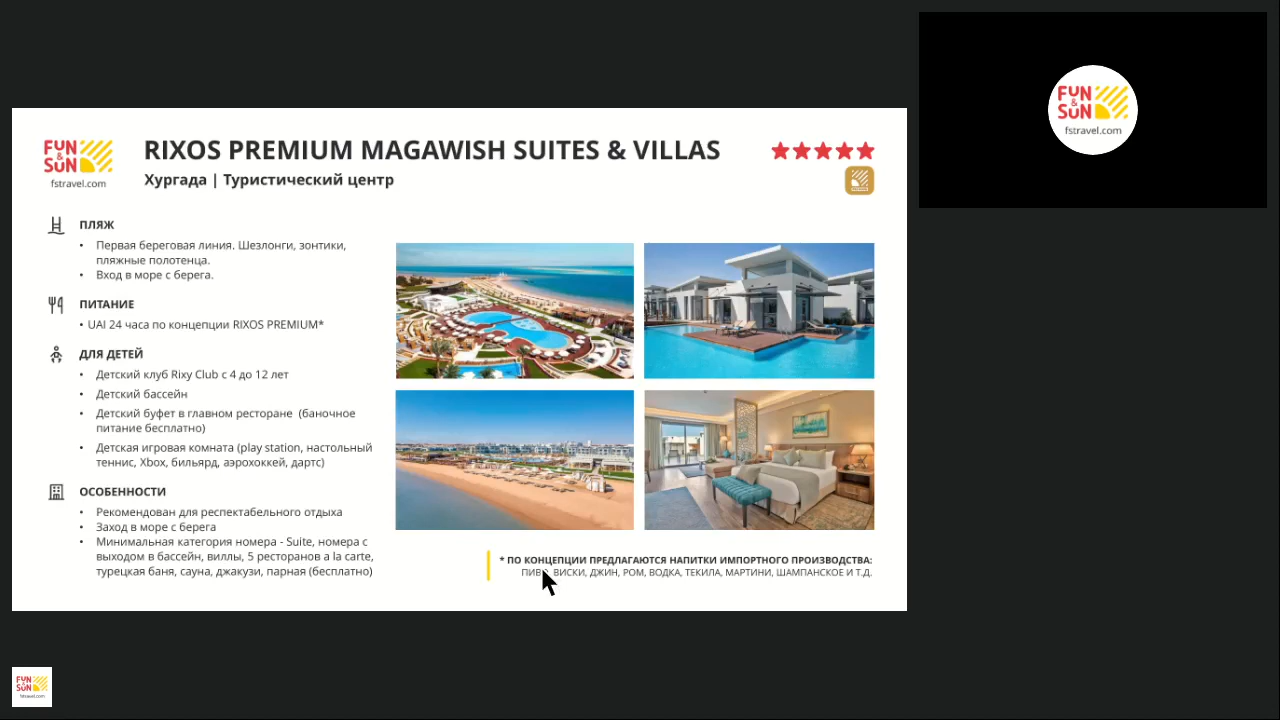 FUN
&
SUN
fstravel.com
RIXOS PREMIUM MAGAWISH SUITES & VILLAS
Хургада | Туристический центр
ПЛЯЖ
• Первая береговая линия. Шезлонги, зонтики,
пляжные полотенца.
• Вход в море с берега.
ПИТАНИЕ
• UAI 24 часа по концепции RIXOS PREMIUM*
ДЛЯ ДЕТЕЙ
• Детский клуб Rixy Club с 4 до 12 лет
• Детский бассейн
• Детский буфет в главном ресторане (баночное
питание бесплатно)
• Детская игровая комната (play station, настольный
теннис, Xbox, бильярд, аэрохоккей, дартс)
ОСОБЕННОСТИ
• Рекомендован для респектабельного отдыха
• Заход в море с берега
• Минимальная категория номера - Suite, номера с
выходом в бассейн, виллы, 5 ресторанов a la carte,
турецкая баня, сауна, джакузи, парная (бесплатно)
* ПО КОНЦЕПЦИИ ПРЕДЛАГАЮТСЯ НАПИТКИ ИМПОРТНОГО ПРОИЗВОДСТВА:
ВИСКИ, ДЖИН, РОМ, ВОДКА, ТЕКИЛА, МАРТИНИ, ШАМПАНСКОЕ И Т.Д.
FUN
&
SUN
fstravel.com
FUN
&
SUN
fstravel.com